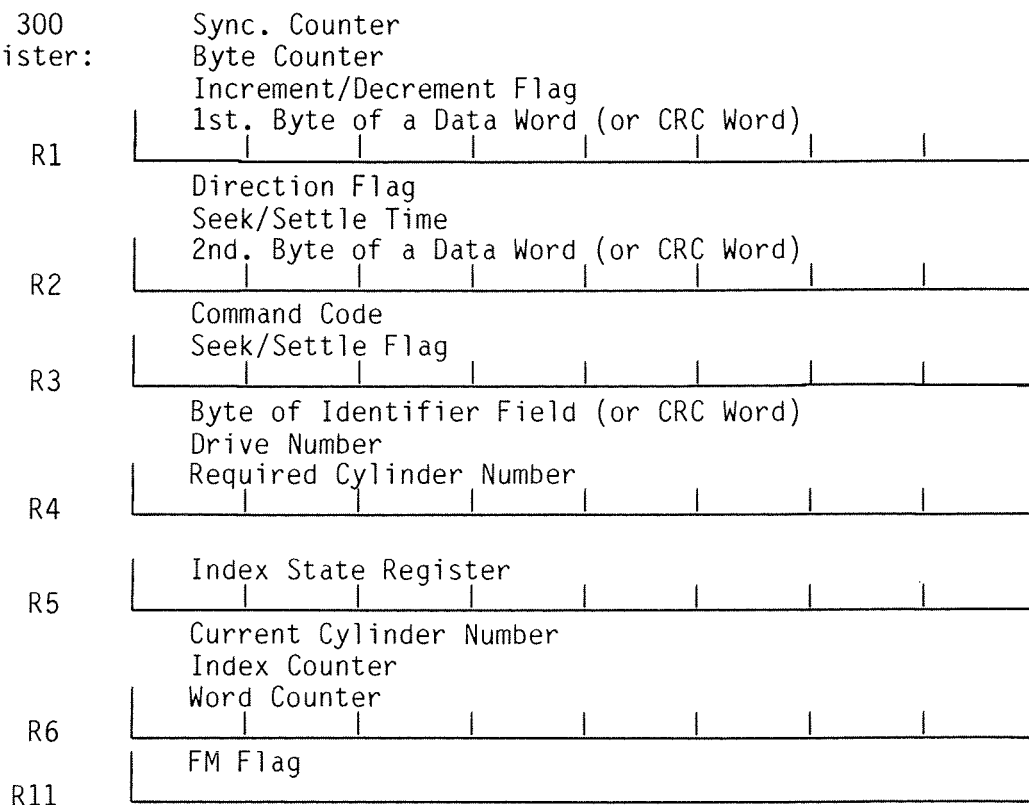 300 Sync. Counter
ister: Byte Counter
Increment/Decrement Flag
1st. Byte of a Data Word (or CRC Word)
R1
Direction Flag
Seek/Settle Time
2nd. Byte of a Data Word (or CRC Word)
R2
Command Code
Seek/Settle Flag
R3
Byte of Identifier Field (or CRC Word)
Drive Number
Required Cylinder Number
R4
Index State Register
R5
Current Cylinder Number
Index Counter
Word Counter
R6
FM Flag
R11